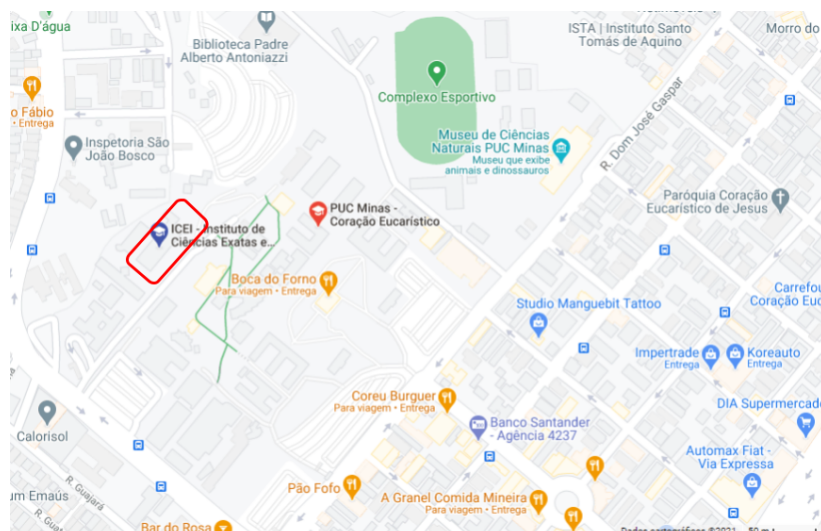 ixa D'água
Biblioteca Padre
Alberto Antoniazzi
ISTA | Instituto Santo
Tomás de Aquino
Morro do
o Fábio
• Entrega
Complexo Esportivo
Inspetoria São
João Bosco
Museu de Ciências
Naturais PUC Minas
Museu que exibe
animais e dinossauros
R. Dom José Gaspar
Paróquia Coração
Eucarístico de Jesus
PUC Minas -
Coração Eucarístico
ICEI - Instituto de
Ciências Exatas e...
Boca do Forno
Para viagem • Entrega
Carrefou
Coração Euc
Studio Manguebit Tattoo
Impertrade
Entrega
Koreauto
Entrega
Coreu Burguer
Para viagem • Entrega
DIA Supermercado
Banco Santander
- Agência 4237
Calorisol
Automax Fiat -
Via Expressa
um Emaús
R. Guajará
Pão Fofo
A Granel Comida Mineira
Para viagem • Entrega
Bar do Rosa